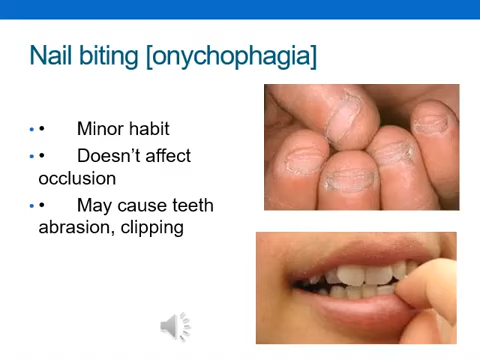 Nail biting [onychophagia]
• • Minor habit
• • Doesn't affect
occlusion
• • May cause teeth
abrasion, clipping